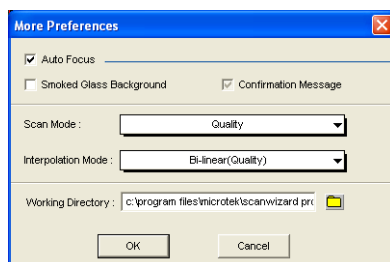 More Preferences
Auto Focus
Smoked Glass Background Confirmation Message
Scan Mode : Quality
Interpolation Mode : Bi-linear(Quality)
Working Directory : c:\program files\microtek\scanwizard pro
OK Cancel